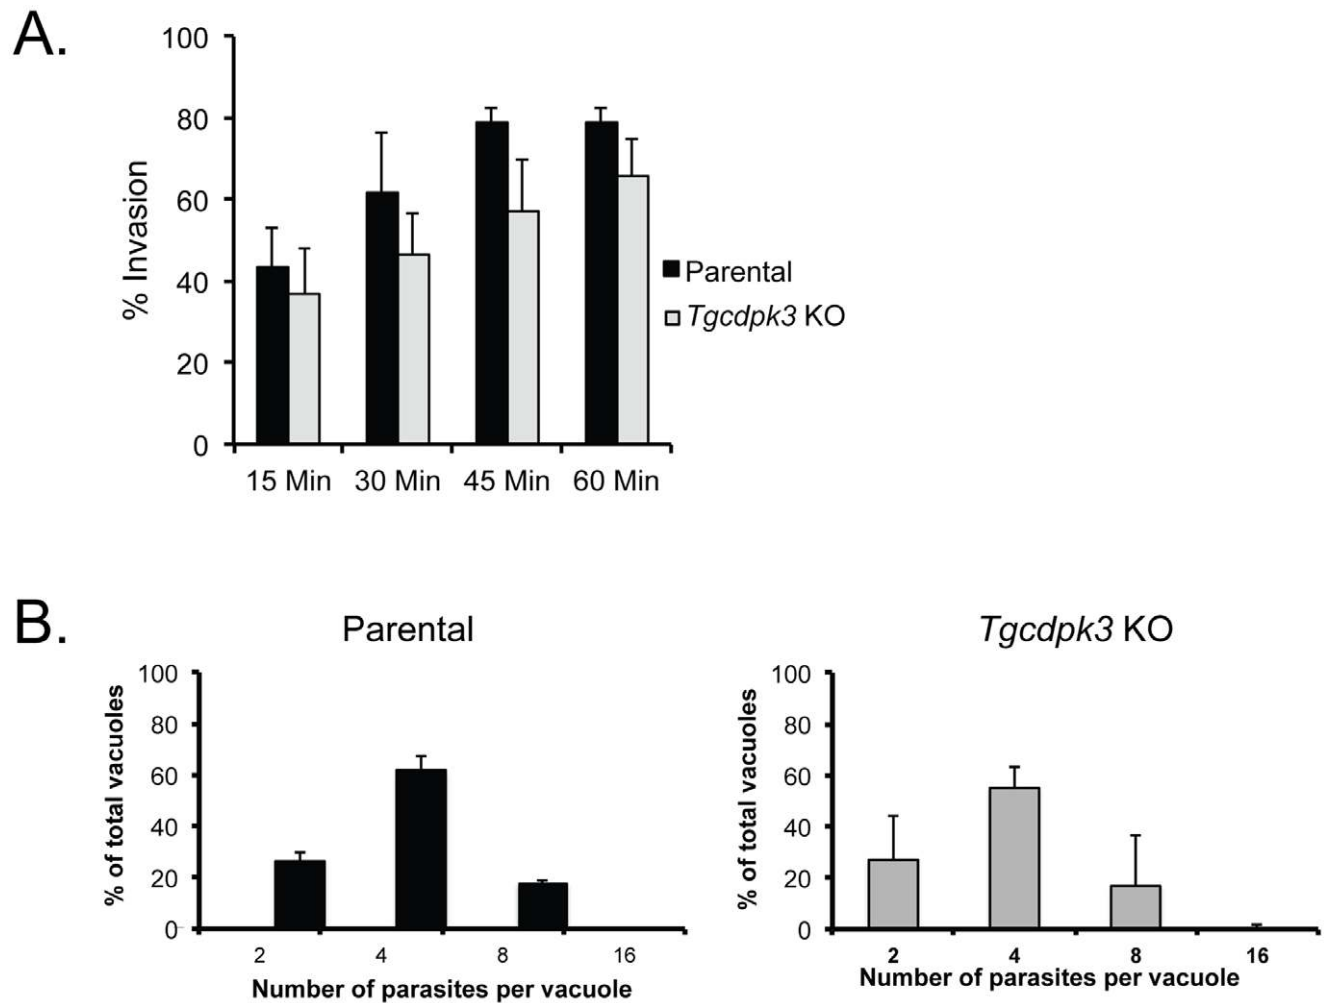 A.
100
80
60
40
20
0
% Invasion
15 Min 30 Min 45 Min 60 Min
Parental
Tgcdpk3 KO
B.
Parental
100
80
60
40
20
0
% of total vacuoles
2 4 8 16
Number of parasites per vacuole
Tgcdpk3 KO
100
80
60
40
20
0
% of total vacuoles
2 4 8 16
Number of parasites per vacuole